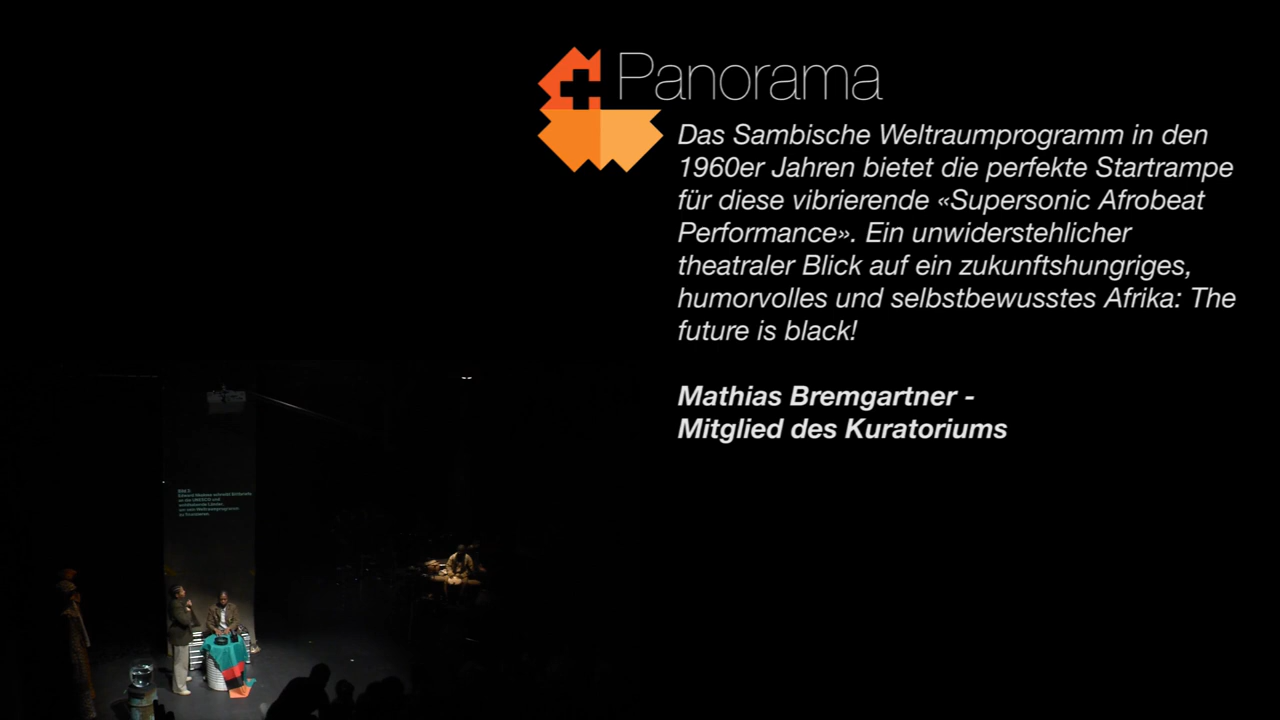 Panorama
Das Sambische Weltraumprogramm in den
1960er Jahren bietet die perfekte Startrampe
für diese vibrierende «Supersonic Afrobeat
Performance». Ein unwiderstehlicher
theatraler Blick auf ein zukunftshungriges,
humorvolles und selbstbewusstes Afrika: The
future is black!
Mathias Bremgartner -
Mitglied des Kuratoriums